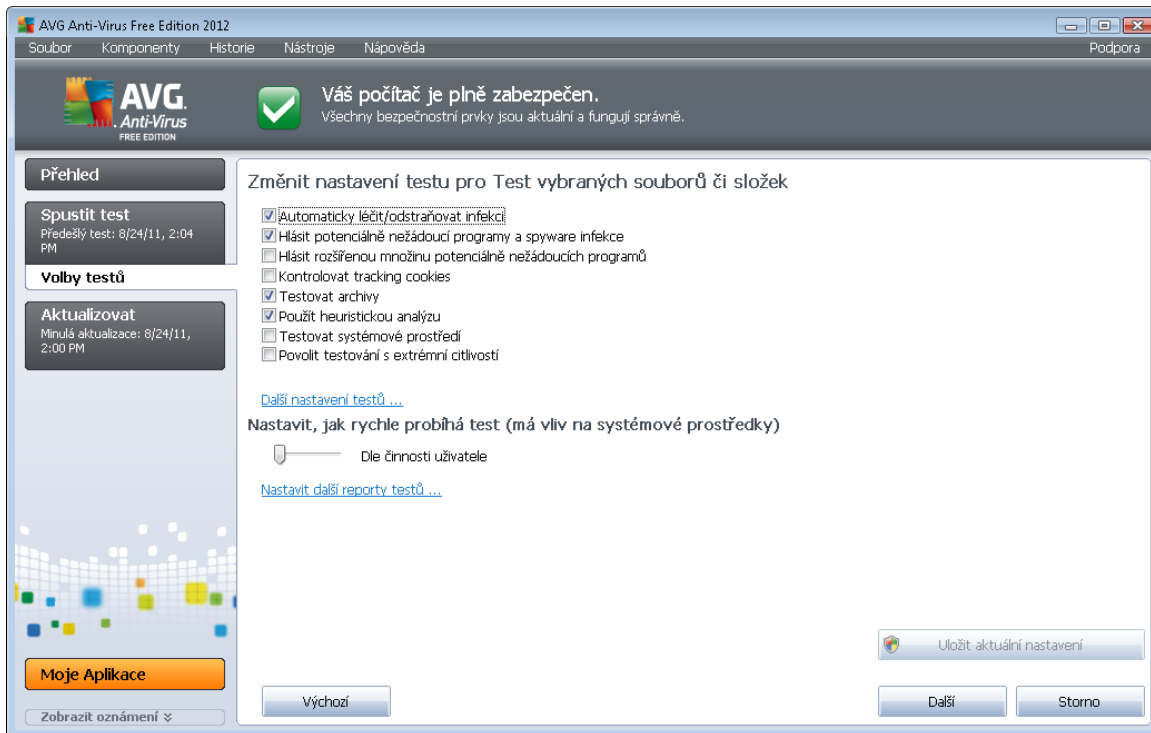 AVG Anti-Virus Free Edition 2012
Soubor Komponenty Historie Nástroje Nápověda Podpora
AVG.
Anti-Virus
FREE EDITION
Váš počítač je plně zabezpečen.
Všechny bezpečnostní prvky jsou aktuální a fungují správně.
Přehled
Spustit test
Předešlý test: 8/24/11, 2:04
PM
Volby testů
Aktualizovat
Minulá aktualizace: 8/24/11,
2:00 PM
Moje Aplikace
Zobrazit oznámení
Změnit nastavení testu pro Test vybraných souborů či složek
Automaticky léčit/odstraňovat infekci
Hlásit potenciálně nežádoucí programy a spyware infekce
Hlásit rozšířenou množinu potenciálně nežádoucích programů
Kontrolovat tracking cookies
Testovat archivy
Použít heuristickou analýzu
Testovat systémové prostředí
Povolit testování s extrémní citlivostí
Další nastavení testů ...
Nastavit, jak rychle probíhá test (má vliv na systémové prostředky)
Dle činnosti uživatele
Nastavit další reporty testů ...
Uložit aktuální nastavení
Výchozí Další Storno